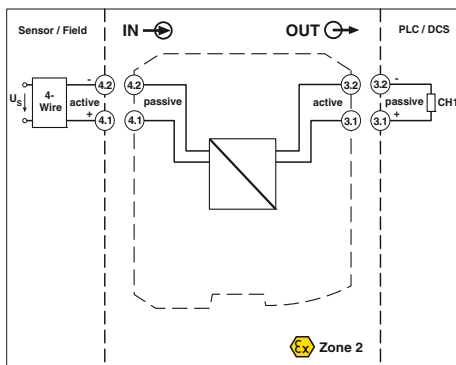 Sensor / Field
IN
OUT
PLC / DCS
4-
Wire
US
active
-
+
4.2
4.1
4.2
4.1
passive
active
3.2
3.1
3.2
3.1
-
+
passive
CH1
Ex Zone 2